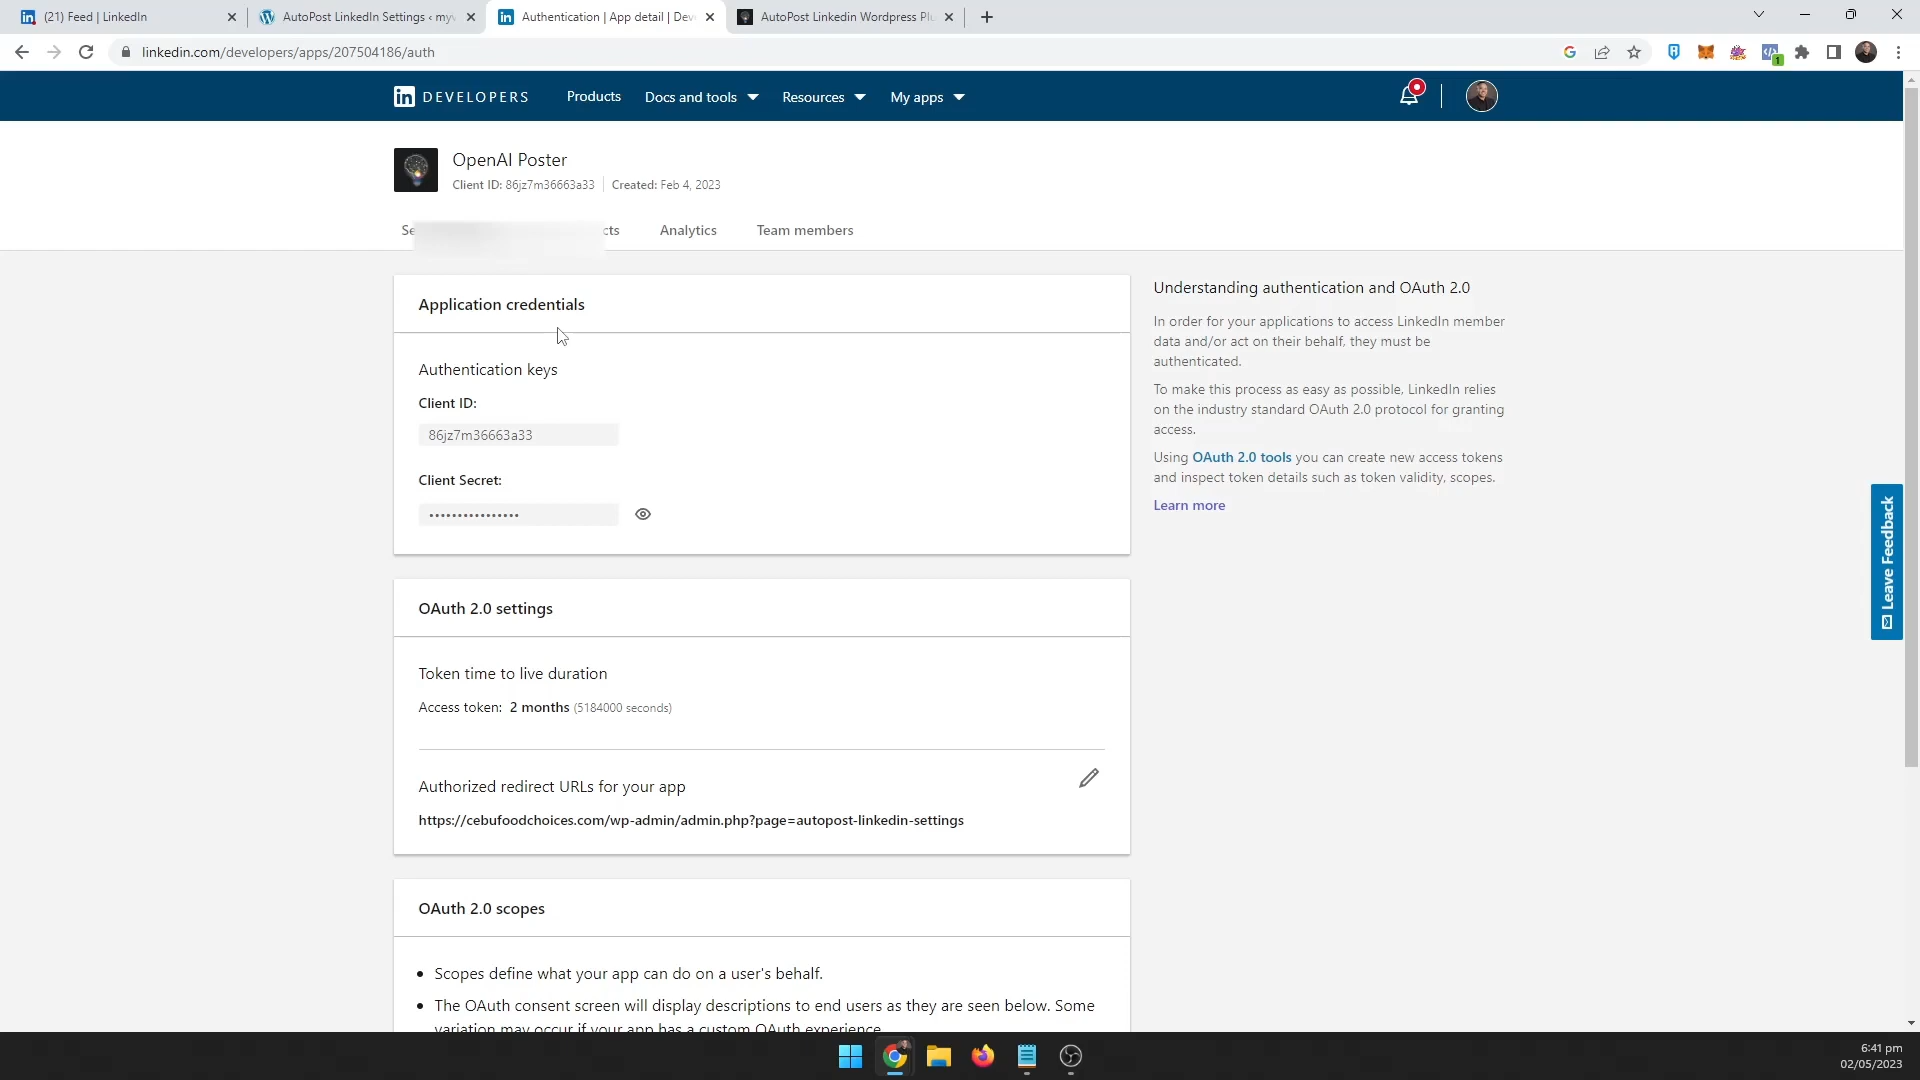 (21) Feed | LinkedIn
AutoPost LinkedIn Settings ‹ myv
Authentication | App detail | Dev
AutoPost Linkedin Wordpress Plu
linkedin.com/developers/apps/207504186/auth
1
in DEVELOPERS
Products
Docs and tools
Resources
My apps
OpenAI Poster
Client ID: 86jz7m36663a33
Created: Feb 4, 2023
Analytics
Team members
Application credentials
Authentication keys
Client ID:
86jz7m36663a33
Client Secret:
••••••••••••••••
Understanding authentication and OAuth 2.0
In order for your applications to access LinkedIn member
data and/or act on their behalf, they must be
authenticated.
To make this process as easy as possible, LinkedIn relies
on the industry standard OAuth 2.0 protocol for granting
access.
Using OAuth 2.0 tools you can create new access tokens
and inspect token details such as token validity, scopes.
Learn more
Leave Feedback
OAuth 2.0 settings
Token time to live duration
Access token: 2 months (5184000 seconds)
Authorized redirect URLs for your app
https://cebufoodchoices.com/wp-admin/admin.php?page=autopost-linkedin-settings
OAuth 2.0 scopes
• Scopes define what your app can do on a user's behalf.
• The OAuth consent screen will display descriptions to end users as they are seen below. Some
variation may occur if your app has a custom OAuth experience
6:41 pm
02/05/2023